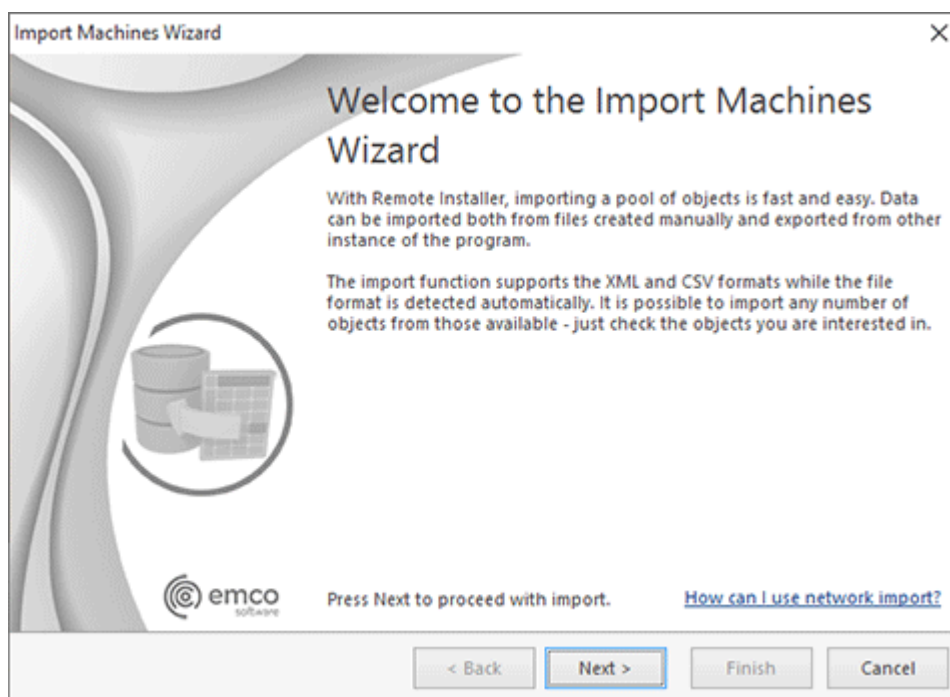 Import Machines Wizard
Welcome to the Import Machines
Wizard
With Remote Installer, importing a pool of objects is fast and easy. Data
can be imported both from files created manually and exported from other
instance of the program.
The import function supports the XML and CSV formats while the file
format is detected automatically. It is possible to import any number of
objects from those available - just check the objects you are interested in.
emco
software
Press Next to proceed with import.
How can I use network import?
< Back
Next >
Finish
Cancel